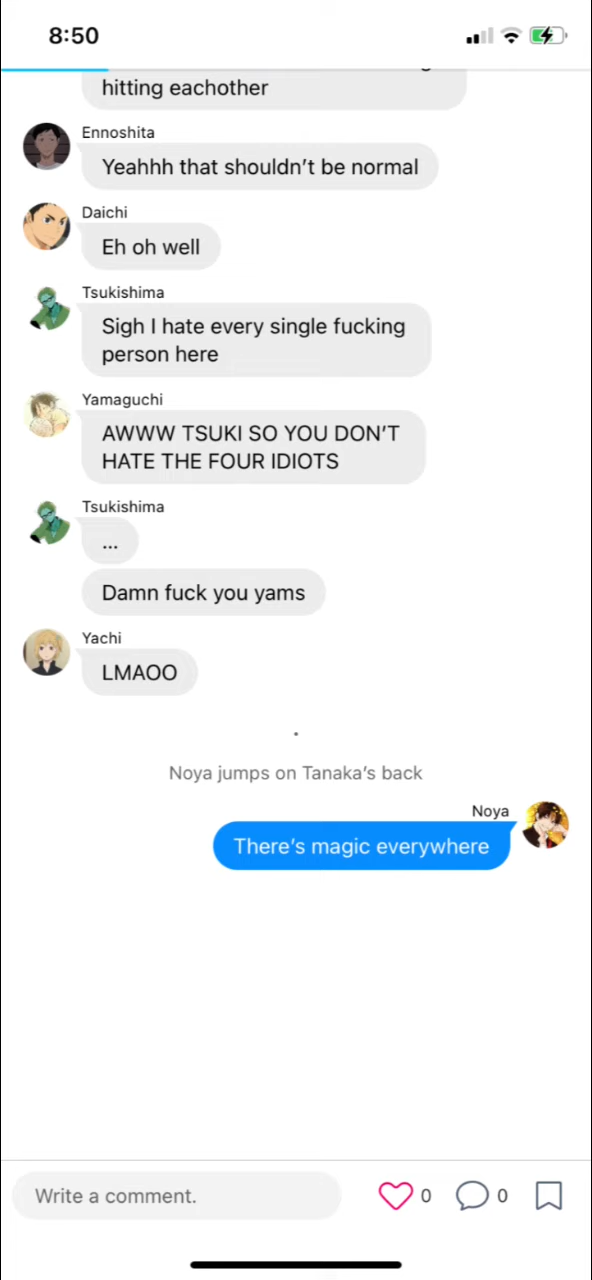 8:50
hitting eachother
Ennoshita
Yeahhh that shouldn't be normal
Daichi
Eh oh well
Tsukishima
Sigh I hate every single fucking
person here
Yamaguchi
AWWW TSUKI SO YOU DON'T
HATE THE FOUR IDIOTS
Tsukishima
...
Damn fuck you yams
Yachi
LMAOO
.
Noya jumps on Tanaka's back
Noya
There's magic everywhere
Write a comment.
0
0